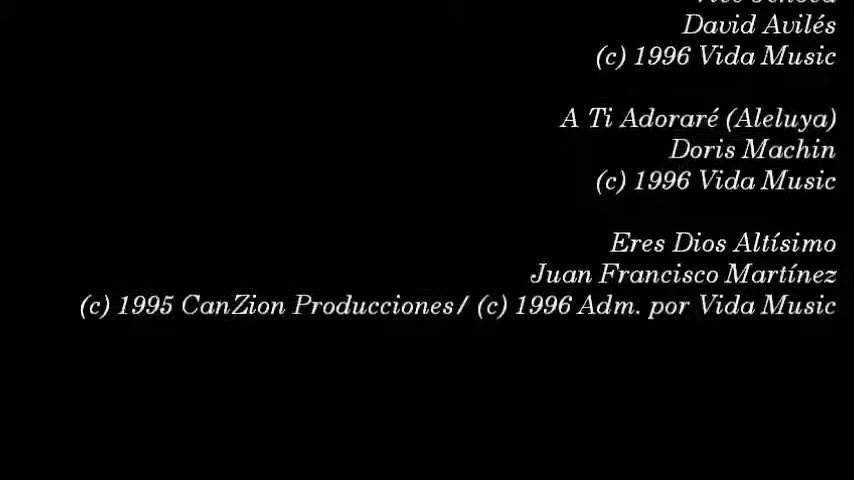 David Avilés
(c) 1996 Vida Music
A Ti Adoraré (Aleluya)
Doris Machin
(c) 1996 Vida Music
Eres Dios Altísimo
Juan Francisco Martínez
(c) 1995 CanZion Producciones/ (c) 1996 Adm. por Vida Music